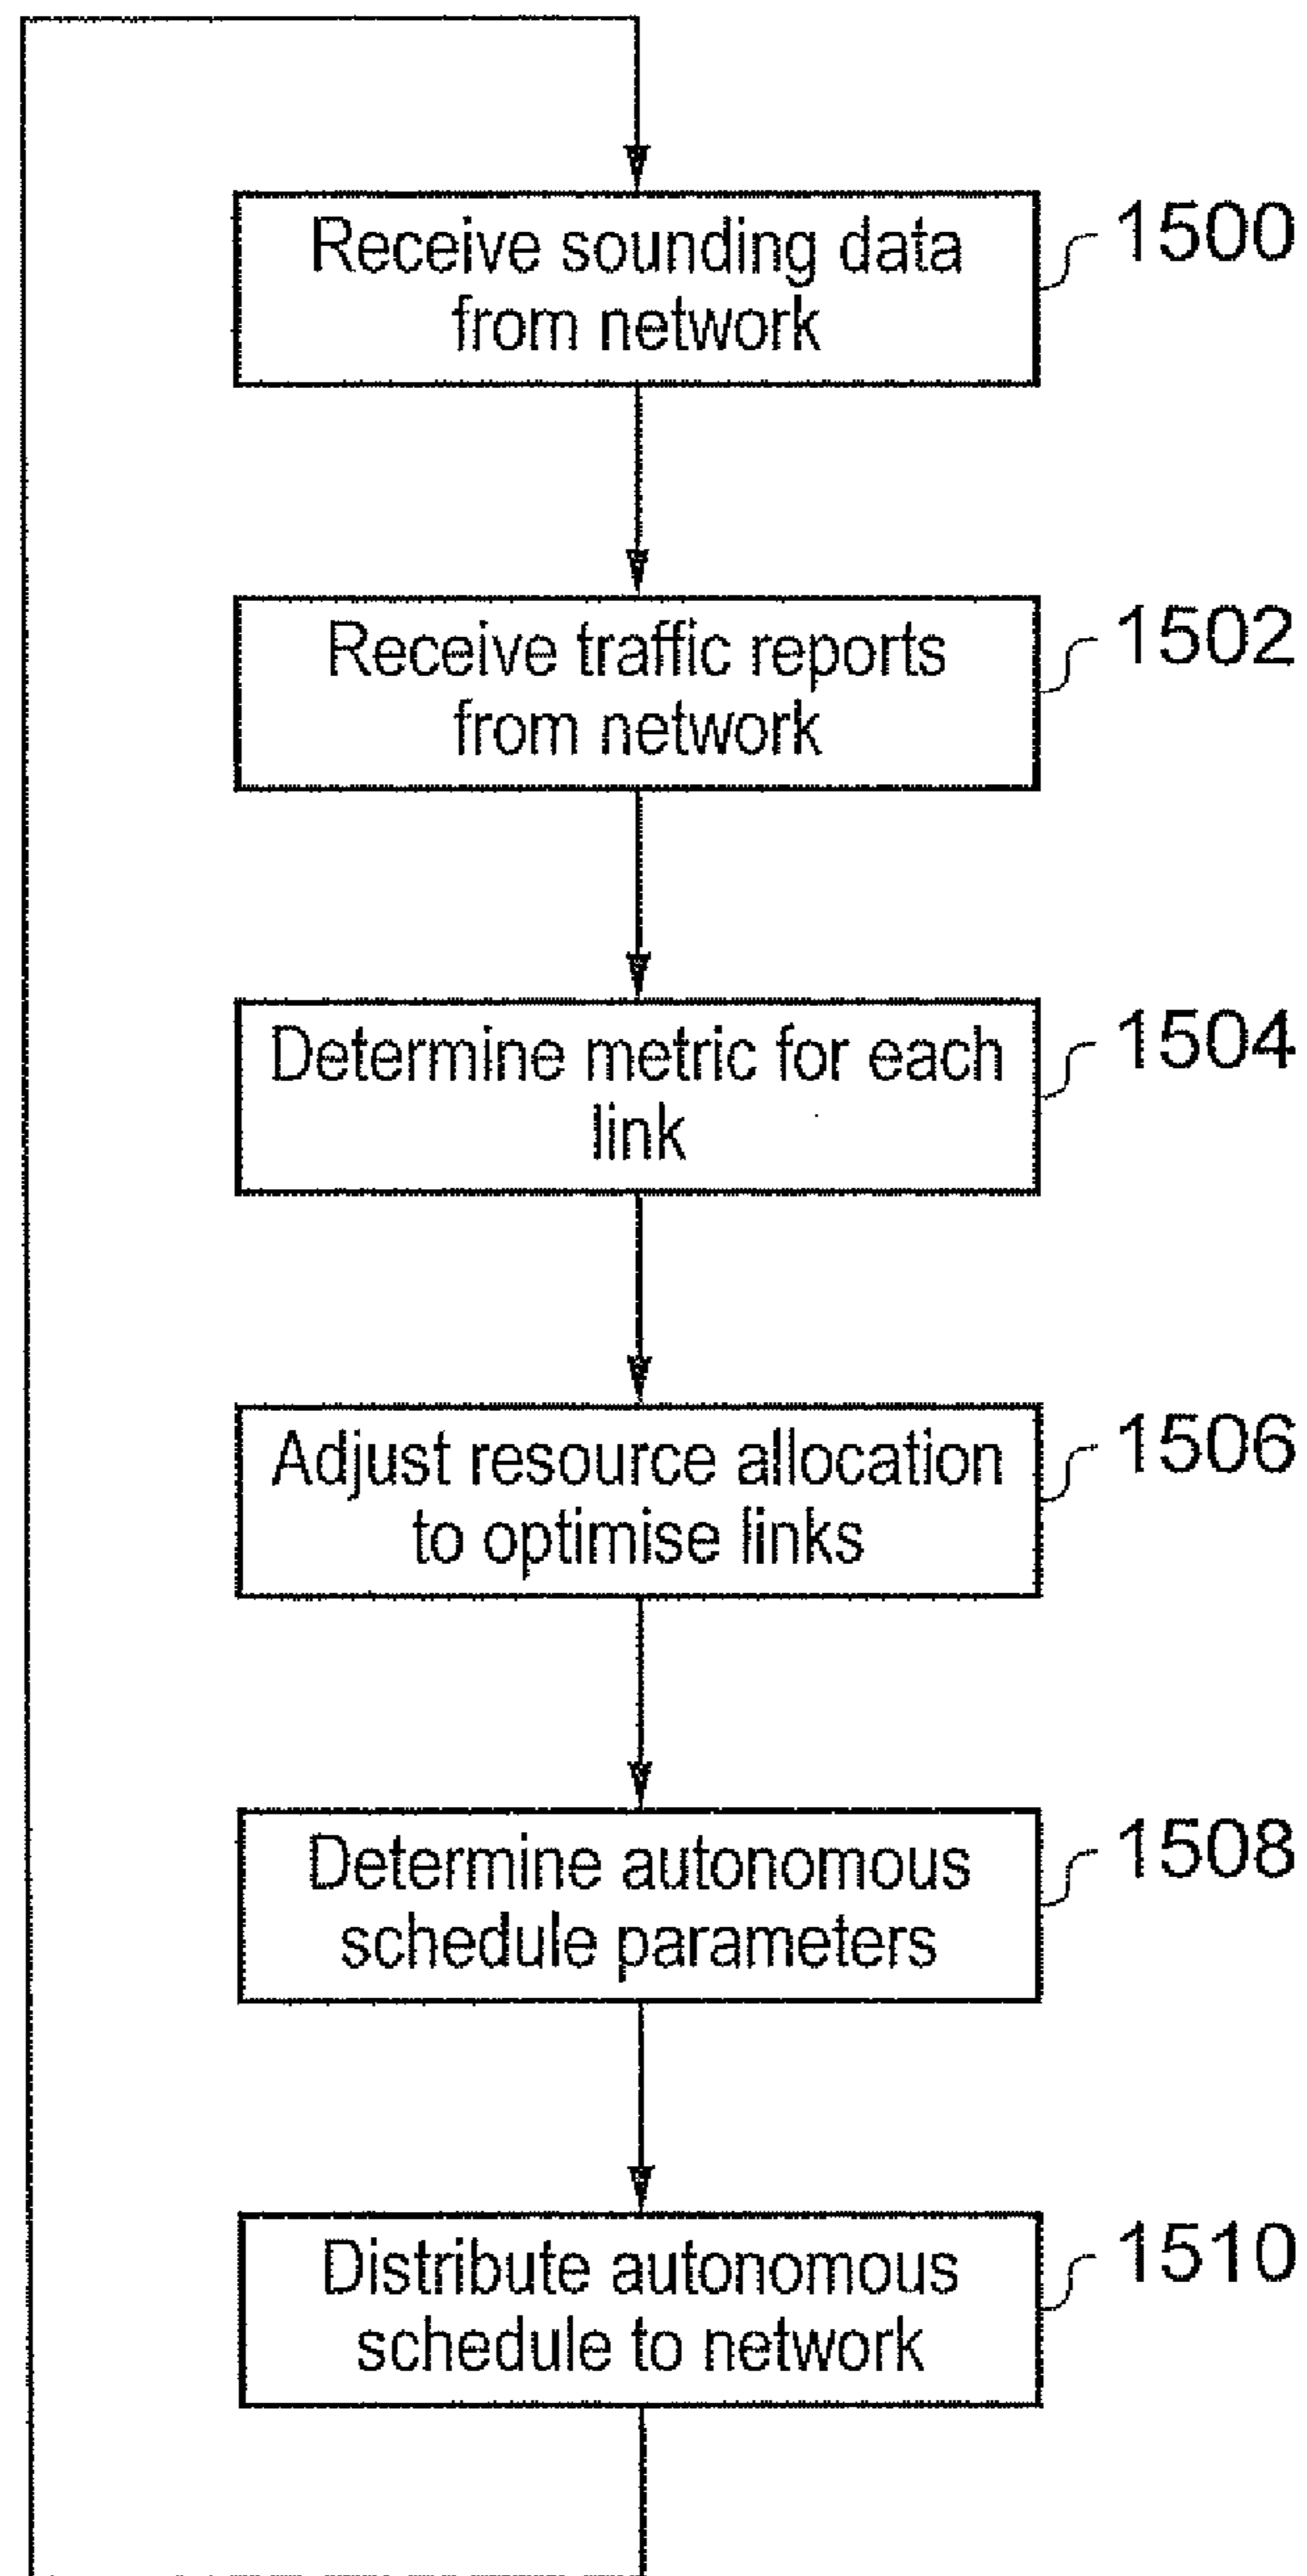 Receive sounding data
from network
1500
Receive traffic reports
from network
1502
Determine metric for each
link
1504
Adjust resource allocation
to optimise links
1506
Determine autonomous
schedule parameters
1508
Distribute autonomous
schedule to network
1510